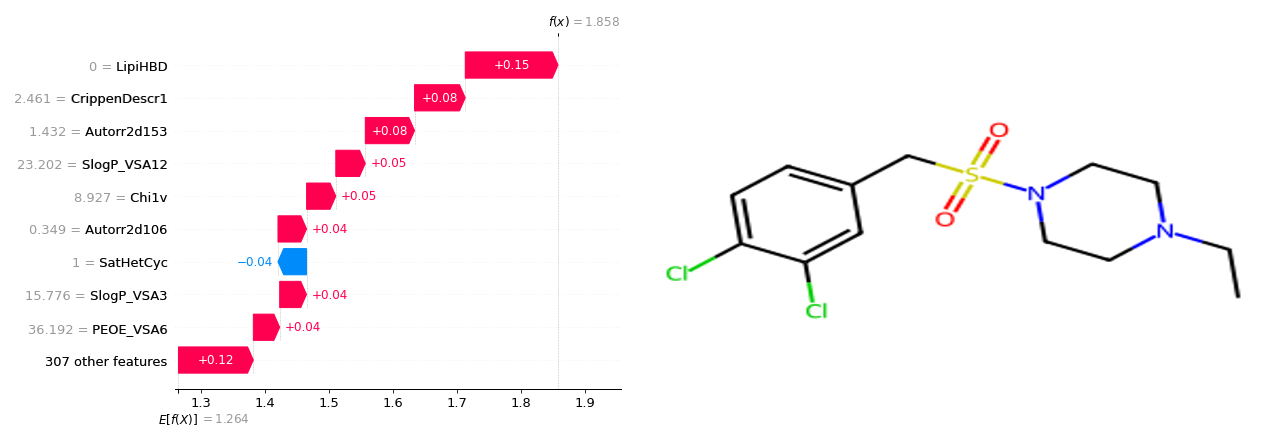 f(x) = 1.858
0 = LipiHBD +0.15
2.461 = CrippenDescr1 +0.08
1.432 = Autorr2d153 +0.08
23.202 = SlogP_VSA12 +0.05
8.927 = Chi1v +0.05
0.349 = Autorr2d106 +0.04
1 = SatHetCyc −0.04
15.776 = SlogP_VSA3 +0.04
36.192 = PEOE_VSA6 +0.04
307 other features +0.12
1.3 1.4 1.5 1.6 1.7 1.8 1.9
E[f(X)] = 1.264
O
S
N
O
N
Cl
Cl